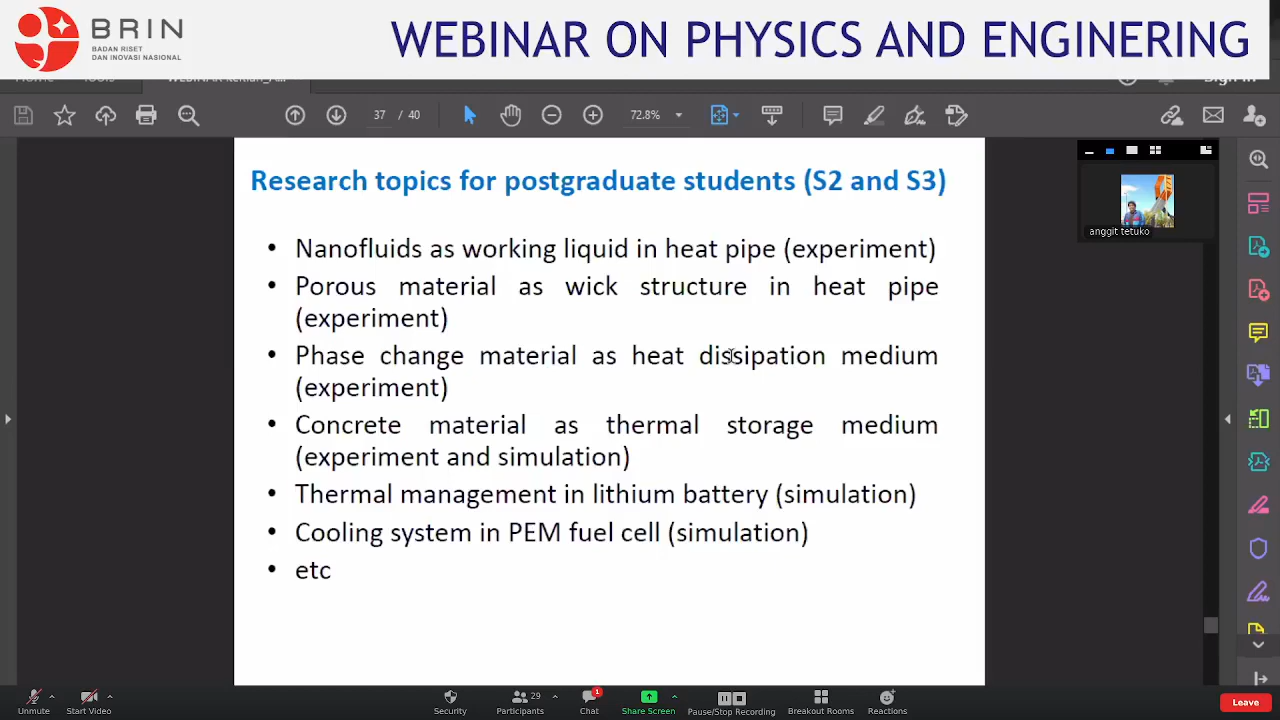 BRIN
BADAN RISET
DAN INOVASI NASIONAL
WEBINAR ON PHYSICS AND ENGINERING
37 / 40
72.8%
Research topics for postgraduate students (S2 and S3)
• Nanofluids as working liquid in heat pipe (experiment)
• Porous material as wick structure in heat pipe
(experiment)
• Phase change material as heat dissipation medium
(experiment)
• Concrete material as thermal storage medium
(experiment and simulation)
• Thermal management in lithium battery (simulation)
• Cooling system in PEM fuel cell (simulation)
• etc
anggit tetuko
Unmute
Start Video
Security
Participants
29
Chat
1
Share Screen
Pause/Stop Recording
Breakout Rooms
Reactions
Leave